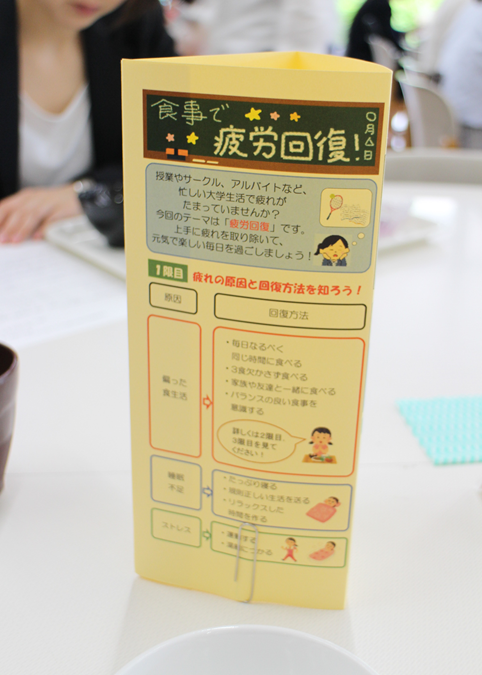 食事で
○月△日
疲労回復!
授業やサークル、アルバイトなど、
忙しい大学生活で疲れが
たまっていませんか?
今回のテーマは「疲労回復」です。
上手に疲れを取り除いて、
元気で楽しい毎日を過ごしましょう!
1限目 疲れの原因と回復方法を知ろう!
原因
回復方法
偏った
食生活
・毎日なるべく
同じ時間に食べる
・3食欠かさず食べる
・家族や友達と一緒に食べる
・バランスの良い食事を
意識する
詳しくは2限目、
3限目を見て
ください!
睡眠
不足
・たっぷり寝る
・規則正しい生活を送る
・リラックスした
時間を作る
ストレス
・運動する